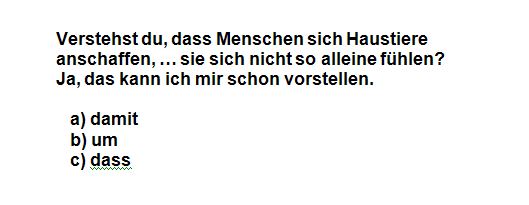 Verstehst du, dass Menschen sich Haustiere
anschaffen, ... sie sich nicht so alleine fühlen?
Ja, das kann ich mir schon vorstellen.
a) damit
b) um
c) dass